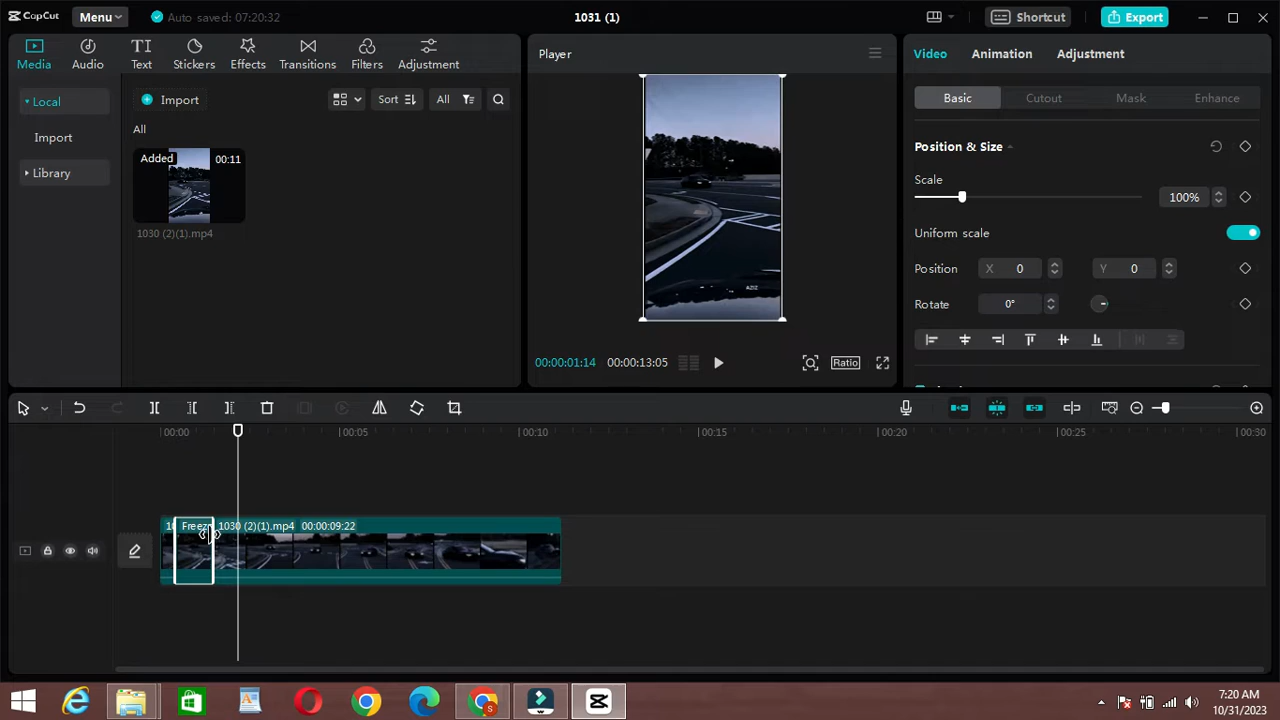 CapCut Menu Auto saved: 07:20:32 1031 (1) Shortcut Export
Media Audio Text Stickers Effects Transitions Filters Adjustment
Player
Video Animation Adjustment
Local
Import
Library
Import Sort All
All
Added 00:11
1030 (2)(1).mp4
00:00:01:14 00:00:13:05 Ratio
Basic Cutout Mask Enhance
Position & Size
Scale
100%
Uniform scale
Position X 0 Y 0
Rotate 0°
00:00 00:05 00:10 00:15 00:20 00:25 00:30
Freez 1030 (2)(1).mp4 00:00:09:22
7:20 AM
10/31/2023